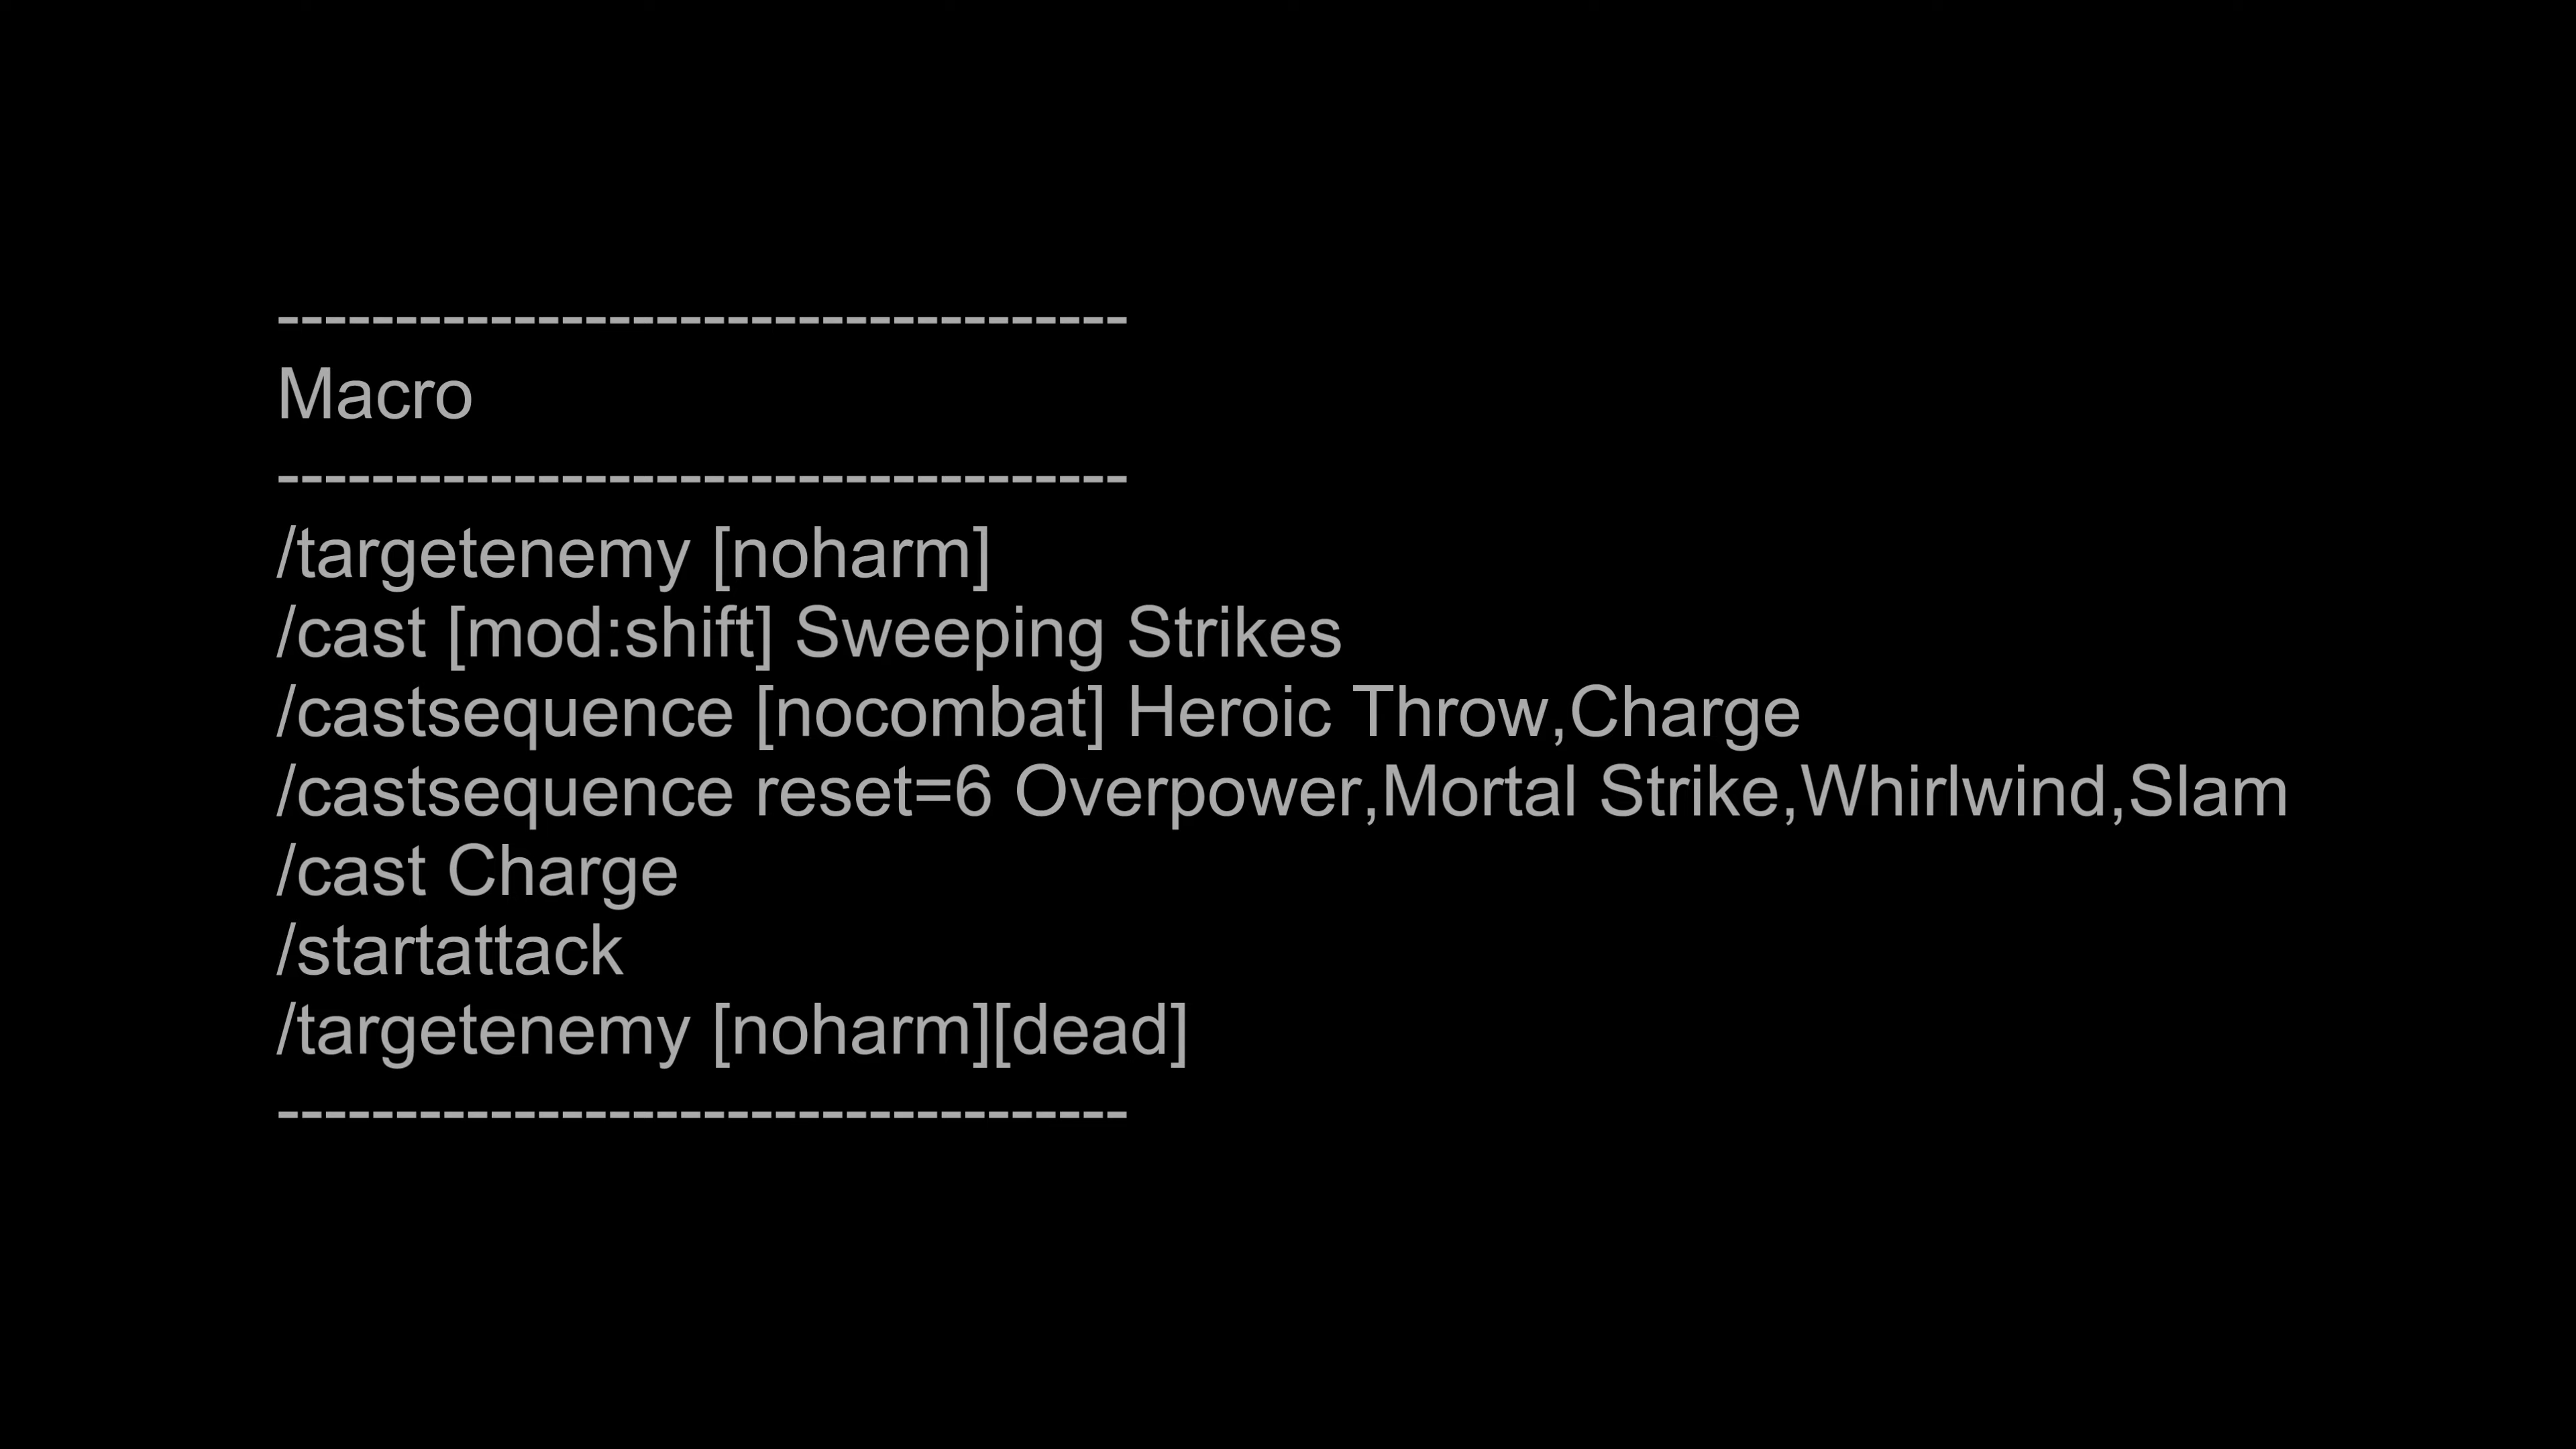 ------------------------------------
Macro
------------------------------------
/targetenemy [noharm]
/cast [mod:shift] Sweeping Strikes
/castsequence [nocombat] Heroic Throw,Charge
/castsequence reset=6 Overpower,Mortal Strike,Whirlwind,Slam
/cast Charge
/startattack
/targetenemy [noharm][dead]
------------------------------------